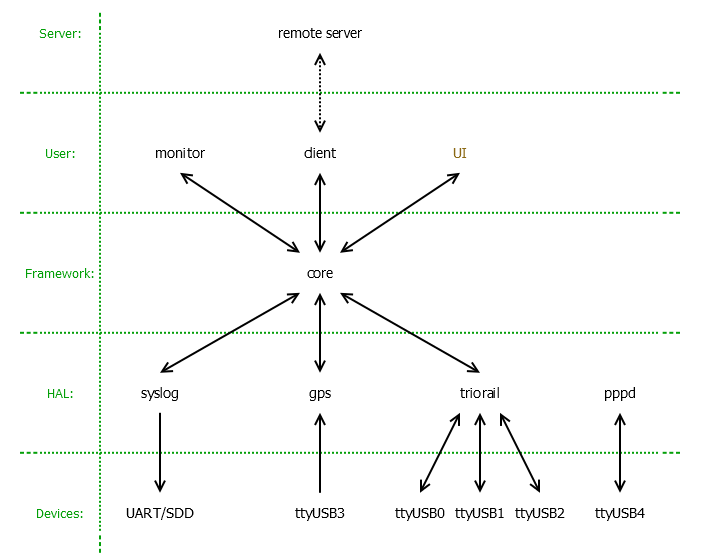 Server: remote server
User: monitor client UI
Framework: core
HAL: syslog gps triorail pppd
Devices: UART/SDD ttyUSB3 ttyUSB0 ttyUSB1 ttyUSB2 ttyUSB4